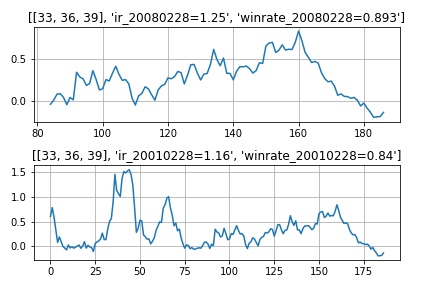 [[33, 36, 39], 'ir_20080228=1.25', 'winrate_20080228=0.893']
0.5
0.0
80 100 120 140 160 180
[[33, 36, 39], 'ir_20010228=1.16', 'winrate_20010228=0.84']
1.5
1.0
0.5
0.0
0 25 50 75 100 125 150 175